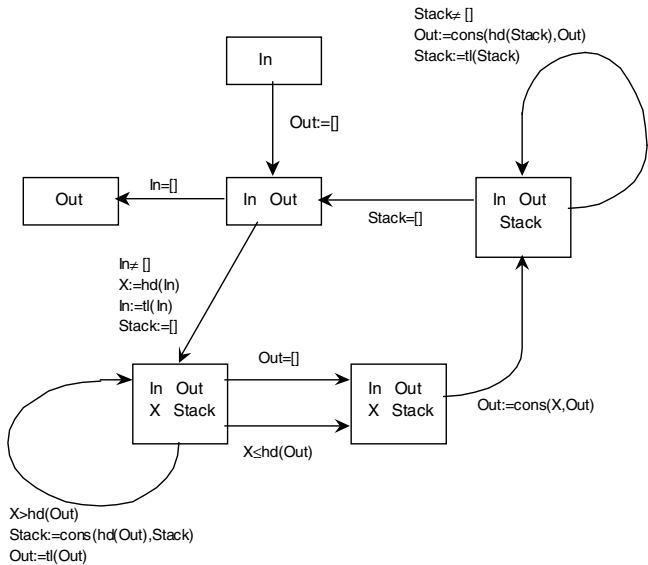 Stack≠ []
Out:=cons(hd(Stack),Out)
Stack:=tl(Stack)
In
Out:=[]
In=[]
Out
In Out
Stack=[]
In Out
Stack
In≠ []
X:=hd(In)
In:=tl(In)
Stack:=[]
Out=[]
In Out
X Stack
In Out
X Stack
Out:=cons(X,Out)
X≤hd(Out)
X>hd(Out)
Stack:=cons(hd(Out),Stack)
Out:=tl(Out)